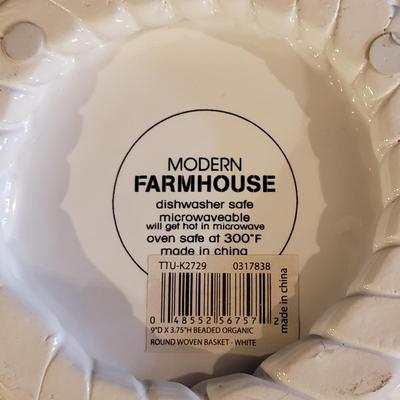 MODERN
FARMHOUSE
dishwasher safe
microwaveable
will get hot in microwave
oven safe at 300°F
made in china
TTU-K2729 0317838
0 48552 56757 2
made in china
9"D X 3.75"H BEADED ORGANIC
ROUND WOVEN BASKET - WHITE